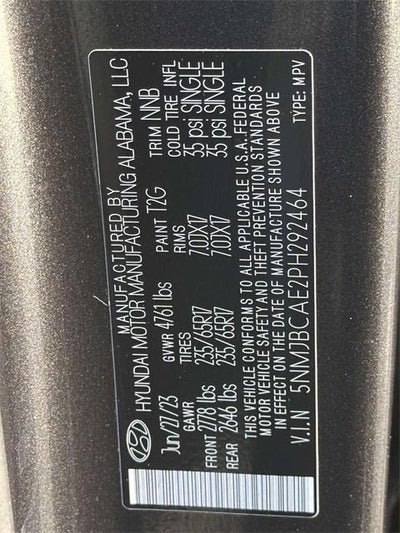 MANUFACTURED BY
HYUNDAI MOTOR MANUFACTURING ALABAMA, LLC
Jun/27/23 GVWR 4761 lbs PAINT T2G TRIM NNB
GAWR TIRES RIMS COLD TIRE INFL
FRONT 2778 lbs 235/65R17 7.0JX17 35 psi SINGLE
REAR 2646 lbs 235/65R17 7.0JX17 35 psi SINGLE
THIS VEHICLE CONFORMS TO ALL APPLICABLE U.S.A. FEDERAL
MOTOR VEHICLE SAFETY AND THEFT PREVENTION STANDARDS
IN EFFECT ON THE DATE OF MANUFACTURE SHOWN ABOVE
V.I.N 5NMJBCAE2PH292464 TYPE: MPV